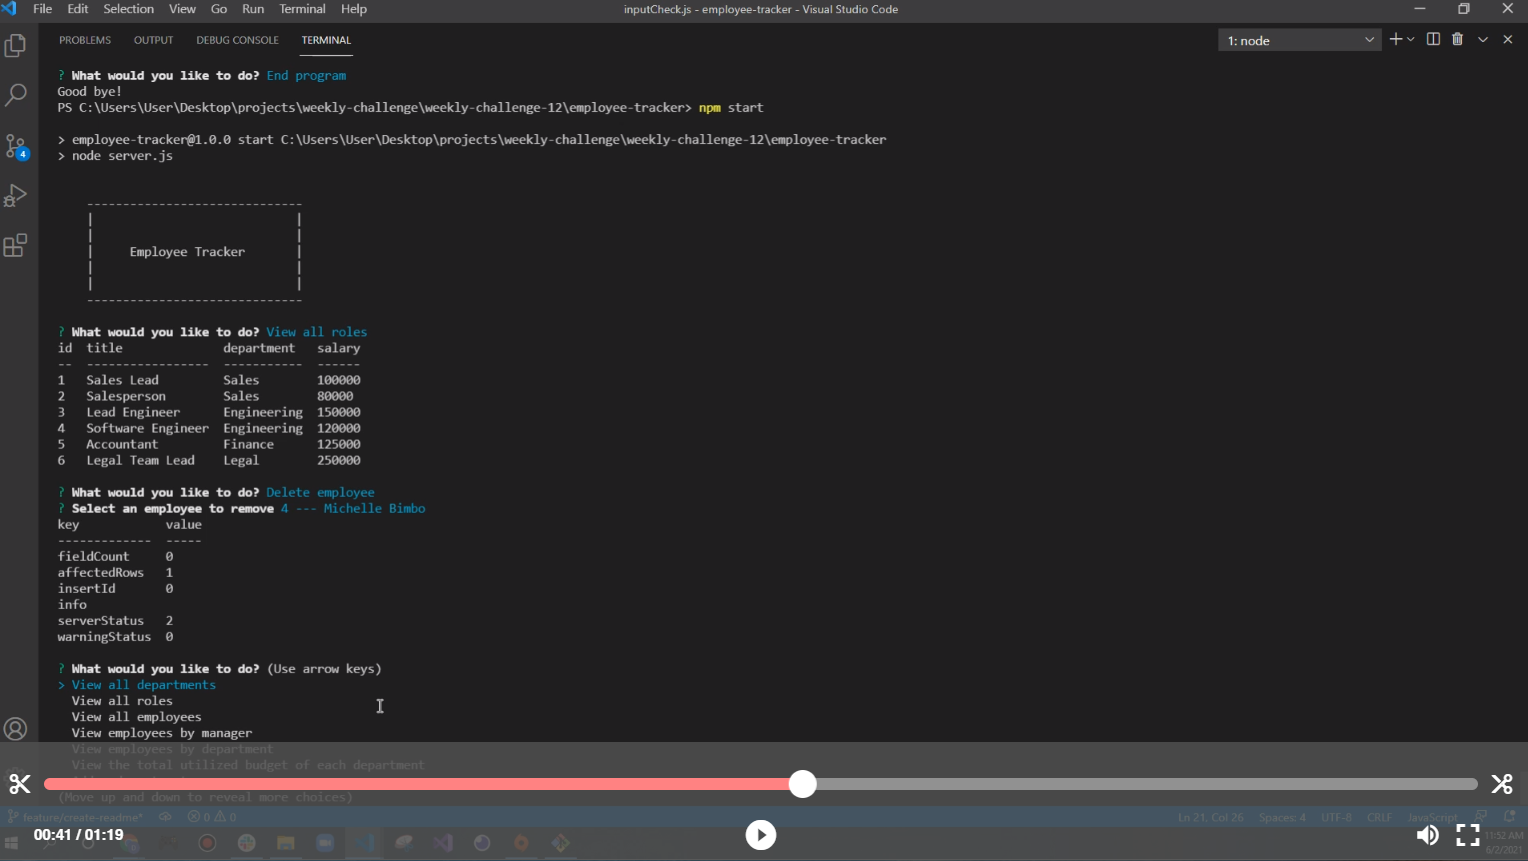 File Edit Selection View Go Run Terminal Help inputCheck.js - employee-tracker - Visual Studio Code
PROBLEMS OUTPUT DEBUG CONSOLE TERMINAL 1: node
? What would you like to do? End program
Good bye!
PS C:\Users\User\Desktop\projects\weekly-challenge\weekly-challenge-12\employee-tracker> npm start
> employee-tracker@1.0.0 start C:\Users\User\Desktop\projects\weekly-challenge\weekly-challenge-12\employee-tracker
> node server.js
Employee Tracker
? What would you like to do? View all roles
id title department salary
-- ----------------- ----------- ------
1 Sales Lead Sales 100000
2 Salesperson Sales 80000
3 Lead Engineer Engineering 150000
4 Software Engineer Engineering 120000
5 Accountant Finance 125000
6 Legal Team Lead Legal 250000
? What would you like to do? Delete employee
? Select an employee to remove 4 --- Michelle Bimbo
key value
------------- -----
fieldCount 0
affectedRows 1
insertId 0
info
serverStatus 2
warningStatus 0
? What would you like to do? (Use arrow keys)
> View all departments
View all roles
View all employees
View employees by manager
View employees by department
View the total utilized budget of each department
(Move up and down to reveal more choices)
feature/create-readme* 0 0 Ln 21, Col 26 Spaces: 4 UTF-8 CRLF JavaScript
00:41 / 01:19
11:52 AM
6/2/2021
4